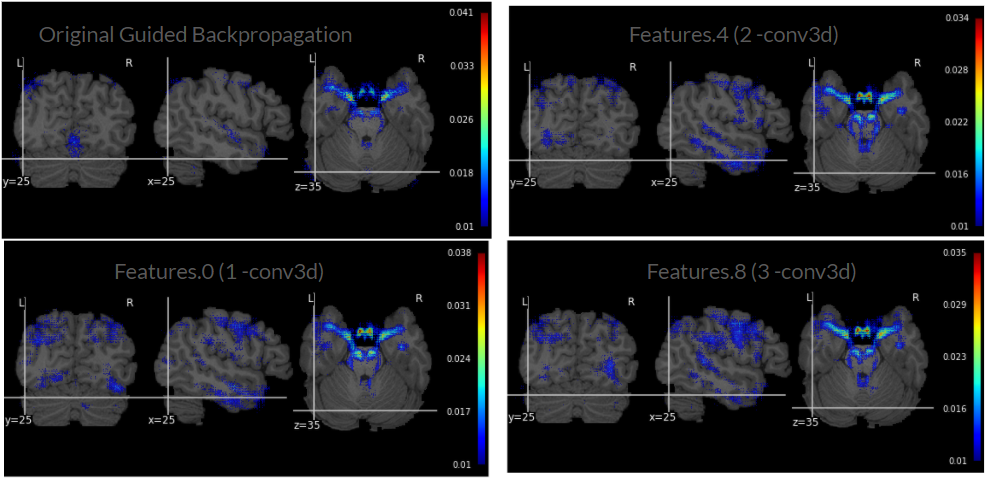 Original Guided Backpropagation
L R L R
y=25 x=25 z=35
0.041
0.033
0.026
0.018
0.01
Features.4 (2 -conv3d)
L R L R
y=25 x=25 z=35
0.034
0.028
0.022
0.016
0.01
Features.0 (1 -conv3d)
L R L R
y=25 x=25 z=35
0.038
0.031
0.024
0.017
0.01
Features.8 (3 -conv3d)
L R L R
y=25 x=25 z=35
0.035
0.029
0.023
0.016
0.01